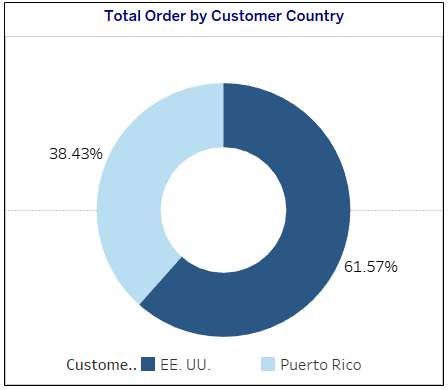 Total Order by Customer Country
38.43%
61.57%
Custome.. EE. UU. Puerto Rico